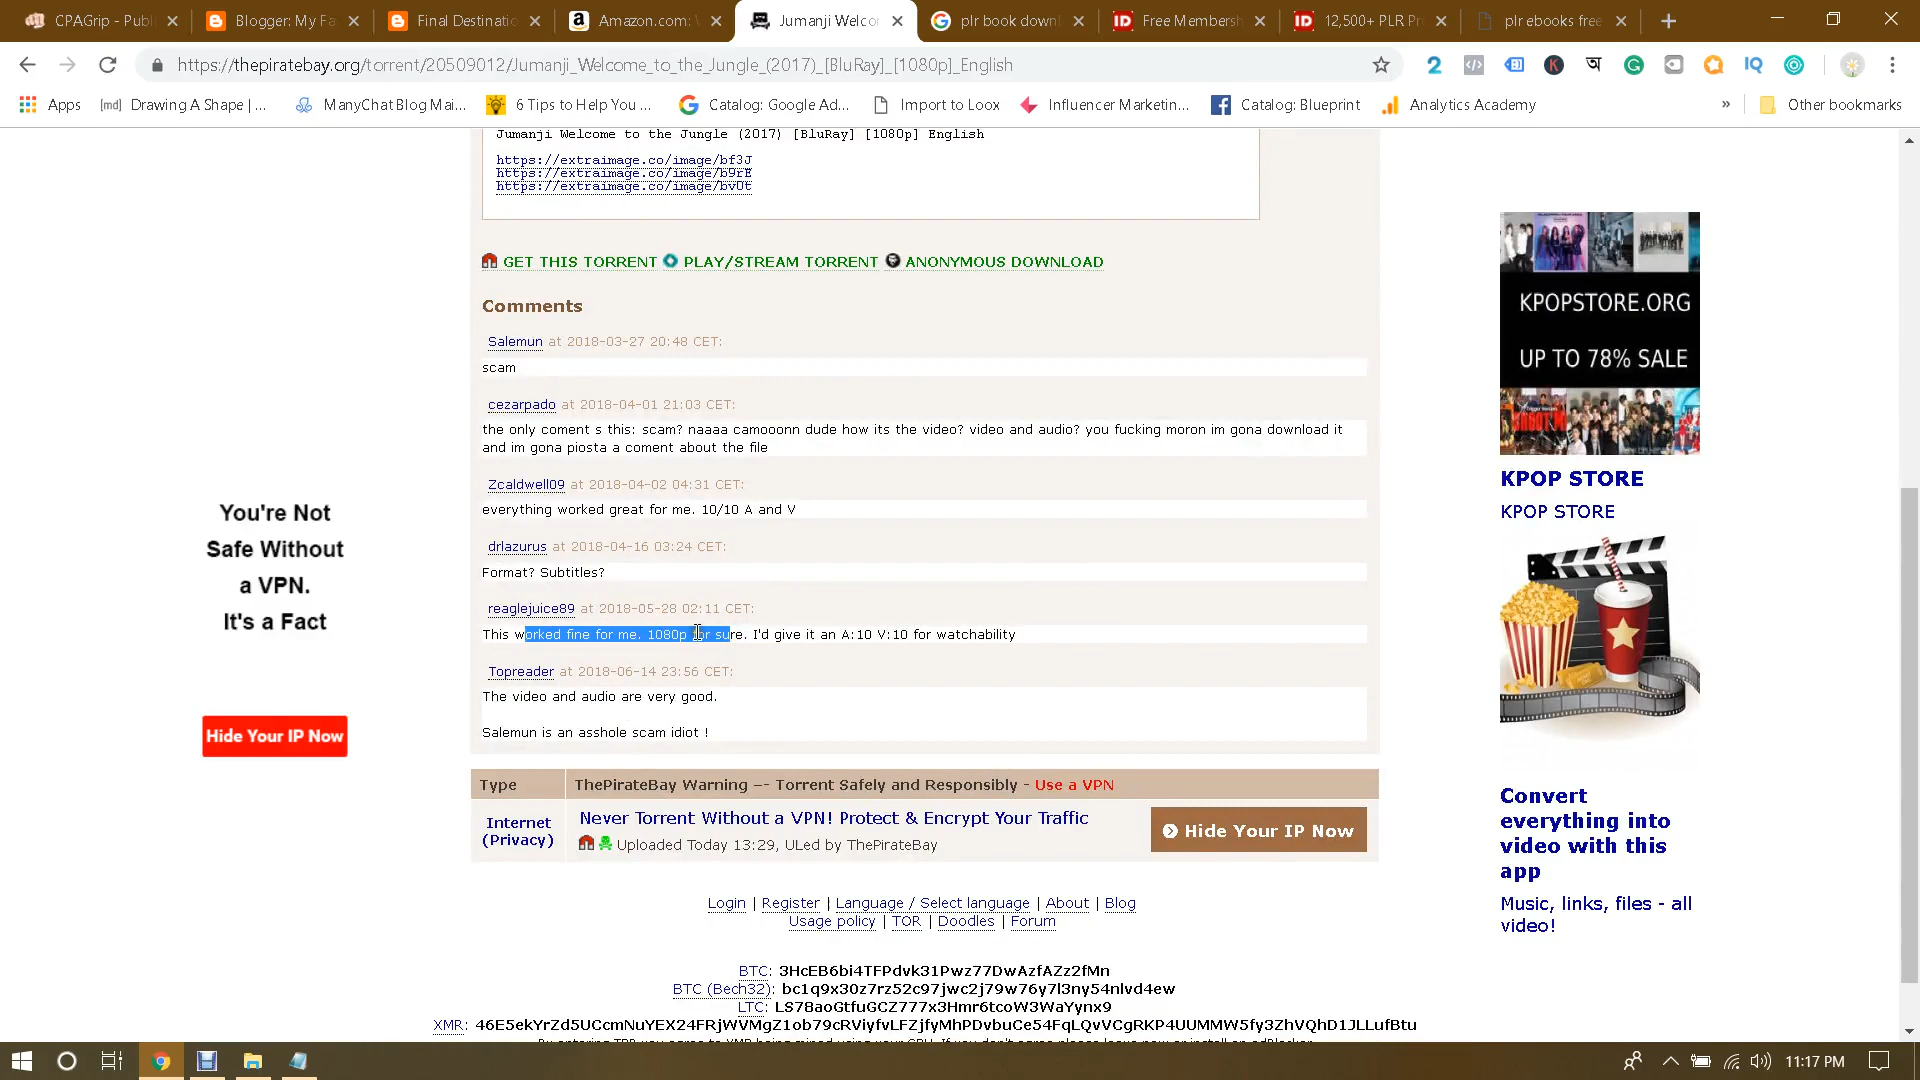 CPAGrip - Publ
Blogger: My Fa
Final Destinatio
Amazon.com: 
Jumanji Welco
plr book down
Free Membersh
12,500+ PLR Pr
plr ebooks free
https://thepiratebay.org/torrent/20509012/Jumanji_Welcome_to_the_Jungle_(2017)_[BluRay]_[1080p]_English
Apps
Drawing A Shape | ...
ManyChat Blog Mai...
6 Tips to Help You ...
Catalog: Google Ad...
Import to Loox
Influencer Marketin...
Catalog: Blueprint
Analytics Academy
»
Other bookmarks
Jumanji Welcome to the Jungle (2017) [BluRay] [1080p] English
https://extraimage.co/image/bf3J
https://extraimage.co/image/b9rE
https://extraimage.co/image/bvUt
GET THIS TORRENT
PLAY/STREAM TORRENT
ANONYMOUS DOWNLOAD
Comments
Salemun at 2018-03-27 20:48 CET:
scam
cezarpado at 2018-04-01 21:03 CET:
the only coment s this: scam? naaaa camooonn dude how its the video? video and audio? you fucking moron im gona download it
and im gona piosta a coment about the file
Zcaldwell09 at 2018-04-02 04:31 CET:
everything worked great for me. 10/10 A and V
drlazurus at 2018-04-16 03:24 CET:
Format? Subtitles?
reaglejuice89 at 2018-05-28 02:11 CET:
This worked fine for me. 1080p for sure. I'd give it an A:10 V:10 for watchability
Topreader at 2018-06-14 23:56 CET:
The video and audio are very good.
Salemun is an asshole scam idiot !
Type
ThePirateBay Warning -- Torrent Safely and Responsibly - Use a VPN
Internet
(Privacy)
Never Torrent Without a VPN! Protect & Encrypt Your Traffic
Uploaded Today 13:29, ULed by ThePirateBay
Hide Your IP Now
Login | Register | Language / Select language | About | Blog
Usage policy | TOR | Doodles | Forum
BTC: 3HcEB6bi4TFPdvk31Pwz77DwAzfAZz2fMn
BTC (Bech32): bc1q9x30z7rz52c97jwc2j79w76y7l3ny54nlvd4ew
LTC: LS78aoGtfuGCZ777x3Hmr6tcoW3WaYynx9
XMR: 46E5ekYrZd5UCcmNuYEX24FRjWVMgZ1ob79cRViyfvLFZjfyMhPDvbuCe54FqLQvVCgRKP4UUMMW5fy3ZhVQhD1JLLufBtu
You're Not
Safe Without
a VPN.
It's a Fact
Hide Your IP Now
KPOPSTORE.ORG
UP TO 78% SALE
KPOP STORE
KPOP STORE
Convert
everything into
video with this
app
Music, links, files - all
video!
11:17 PM